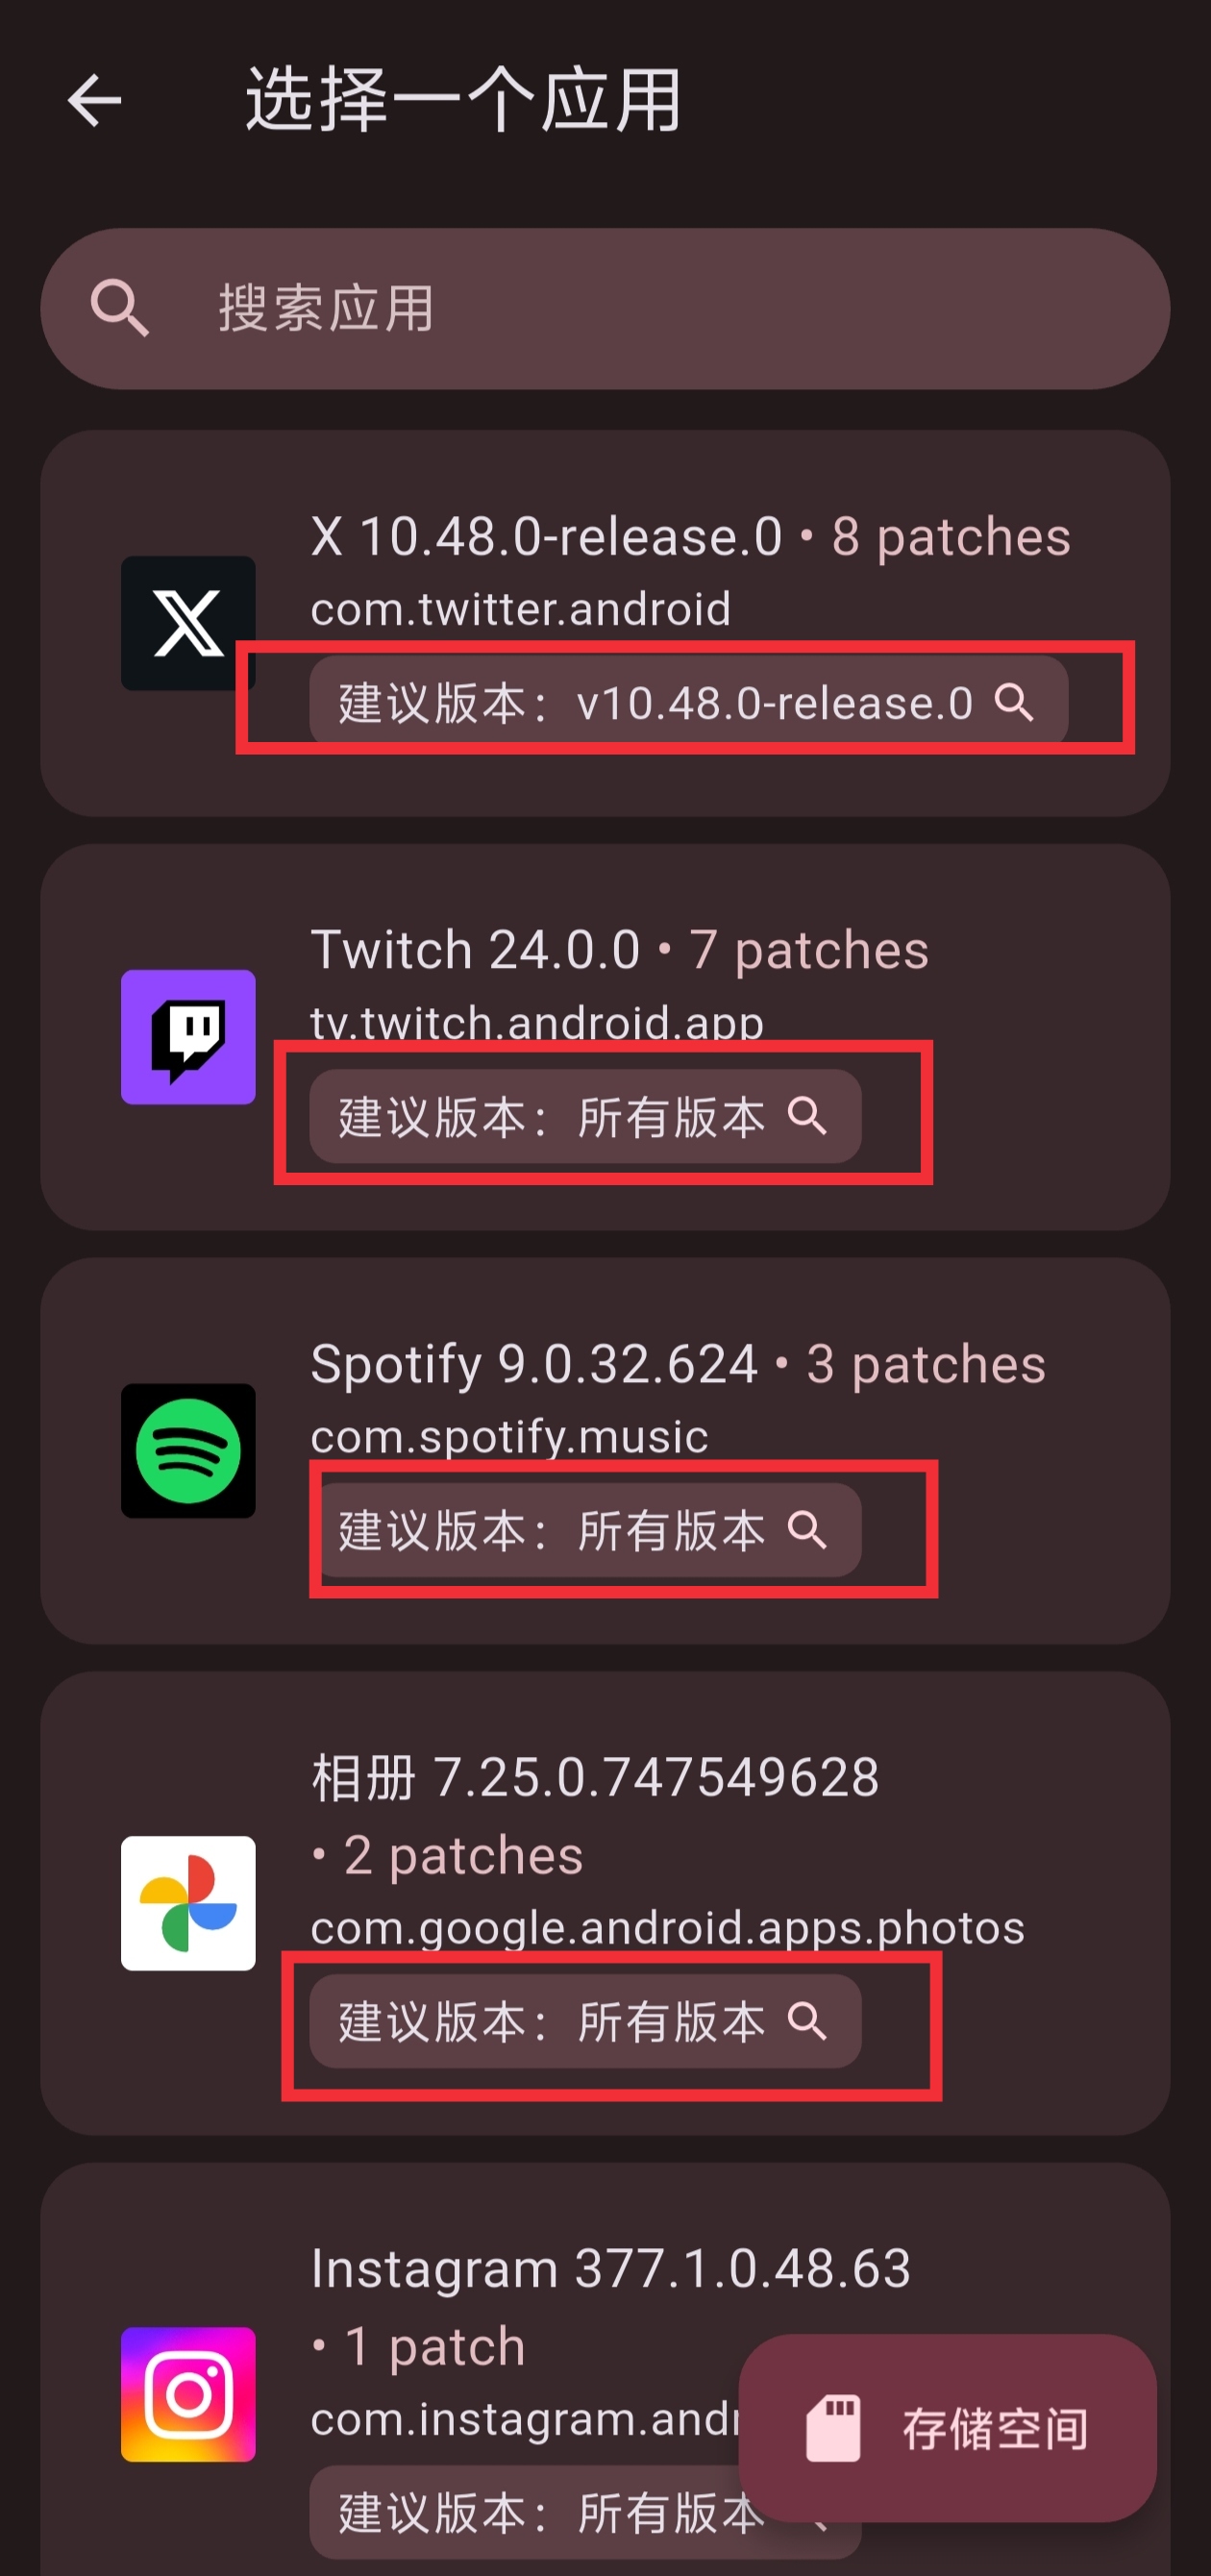 选择一个应用
搜索应用
X 10.48.0-release.0 • 8 patches
com.twitter.android
建议版本：v10.48.0-release.0
Twitch 24.0.0 • 7 patches
tv.twitch.android.app
建议版本：所有版本
Spotify 9.0.32.624 • 3 patches
com.spotify.music
建议版本：所有版本
相册 7.25.0.747549628
• 2 patches
com.google.android.apps.photos
建议版本：所有版本
Instagram 377.1.0.48.63
• 1 patch
com.instagram.andr
存储空间
建议版本：所有版本